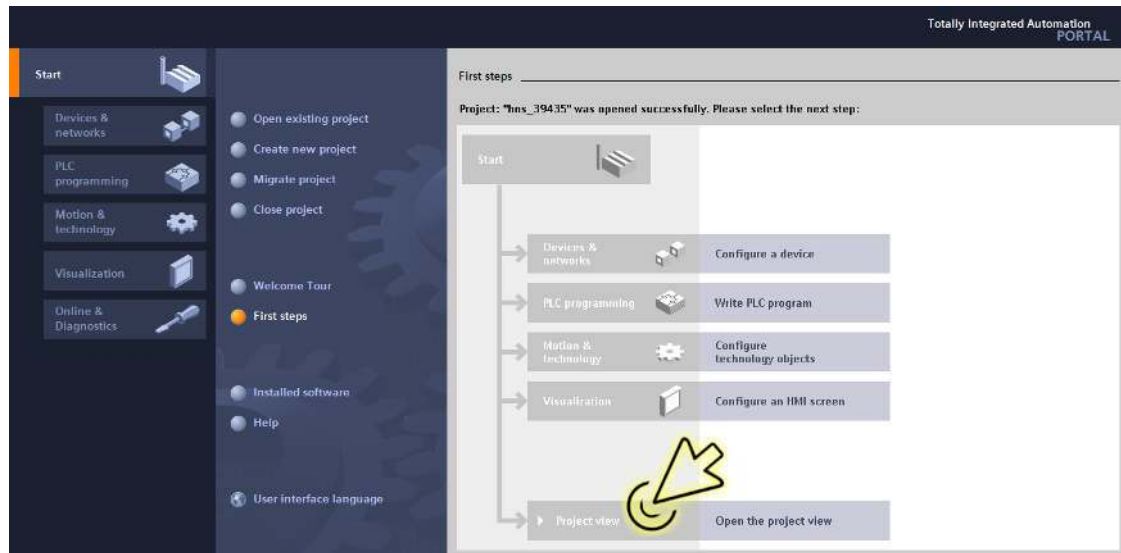 Totally Integrated Automation
PORTAL
Start
Devices &
networks
PLC
programming
Motion &
technology
Visualization
Online &
Diagnostics
Open existing project
Create new project
Migrate project
Close project
Welcome Tour
First steps
Installed software
Help
User interface language
First steps
Project: "hns_39435" was opened successfully. Please select the next step:
Start
Devices &
networks
Configure a device
PLC programming
Write PLC program
Motion &
technology
Configure
technology objects
Visualization
Configure an HMI screen
Project view
Open the project view